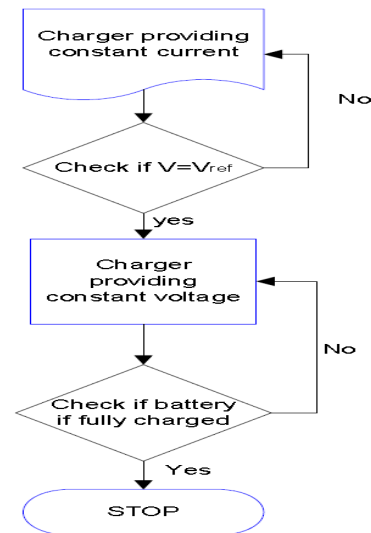 Charger providing
constant current
No
Check if V=Vref
yes
Charger
providing
constant voltage
No
Check if battery
if fully charged
Yes
STOP